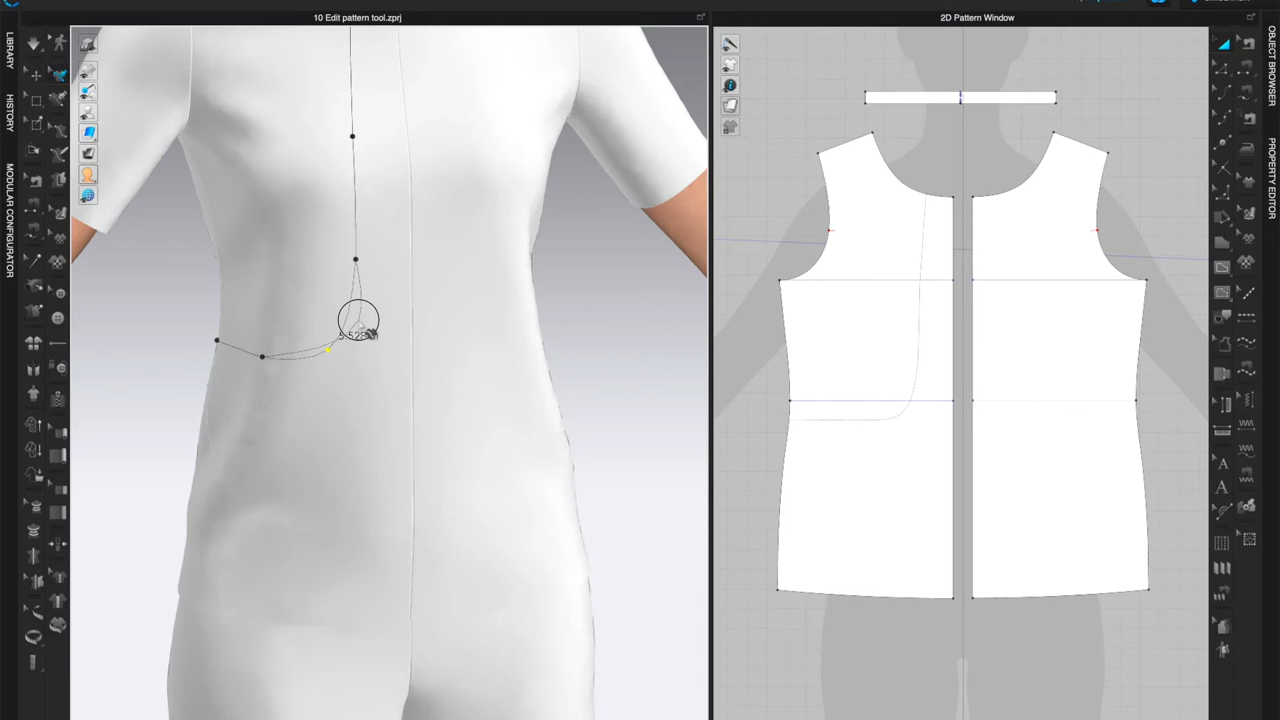 10 Edit pattern tool.zprj
2D Pattern Window
LIBRARY
HISTORY
MODULAR CONFIGURATOR
OBJECT BROWSER
PROPERTY EDITOR